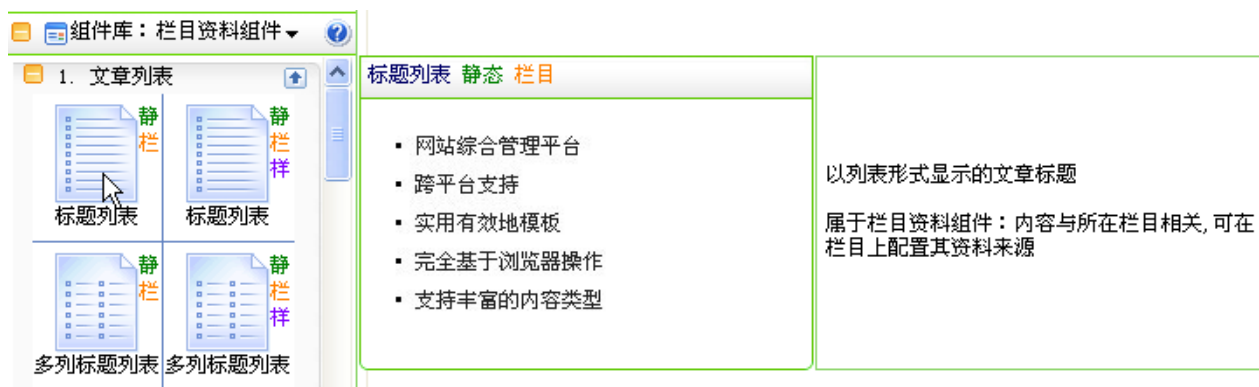 组件库：栏目资料组件
1. 文章列表
静
栏
标题列表
静
栏
样
标题列表
静
栏
多列标题列表
静
栏
样
多列标题列表
标题列表 静态 栏目
▪ 网站综合管理平台
▪ 跨平台支持
▪ 实用有效地模板
▪ 完全基于浏览器操作
▪ 支持丰富的内容类型
以列表形式显示的文章标题
属于栏目资料组件：内容与所在栏目相关,可在
栏目上配置其资料来源